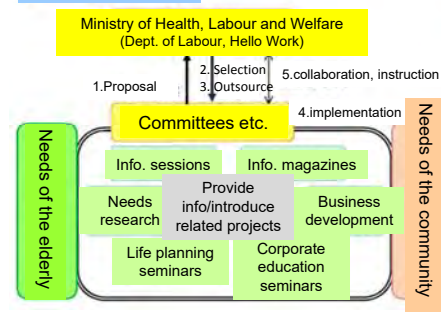 Ministry of Health, Labour and Welfare
(Dept. of Labour, Hello Work)
1.Proposal
2. Selection
3. Outsource
5.collaboration, instruction
4.implementation
Committees etc.
Needs of the elderly
Needs of the community
Info. sessions
Info. magazines
Needs
research
Provide
info/introduce
related projects
Business
development
Life planning
seminars
Corporate
education
seminars